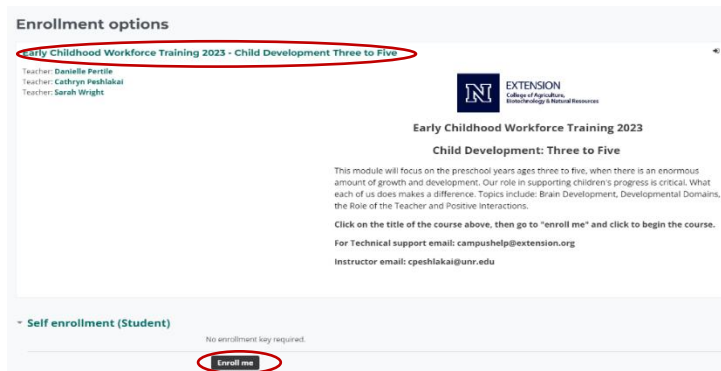 Enrollment options
Early Childhood Workforce Training 2023 - Child Development Three to Five
Teacher: Danielle Pertile
Teacher: Cathryn Peshlakai
Teacher: Sarah Wright
N
EXTENSION
College of Agriculture,
Biotechnology & Natural Resources
Early Childhood Workforce Training 2023
Child Development: Three to Five
This module will focus on the preschool years ages three to five, when there is an enormous
amount of growth and development. Our role in supporting children's progress is critical. What
each of us does makes a difference. Topics include: Brain Development, Developmental Domains,
the Role of the Teacher and Positive Interactions.
Click on the title of the course above, then go to "enroll me" and click to begin the course.
For Technical support email: campushelp@extension.org
Instructor email: cpeshlakai@unr.edu
Self enrollment (Student)
No enrollment key required.
Enroll me